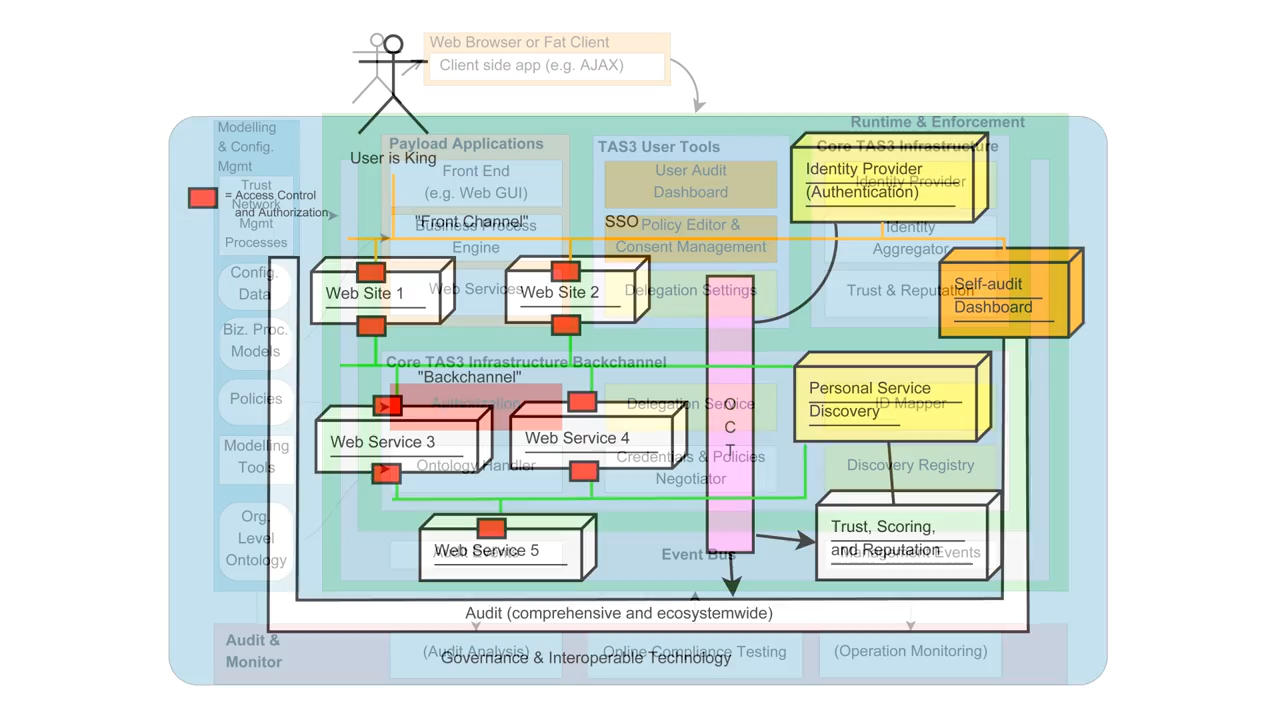 Web Browser or Fat Client
Client side app (e.g. AJAX)
Runtime & Enforcement
Modelling
& Config.
Mgmt
Payload Applications
TAS3 User Tools
Core TAS3 Infrastructure
User is King
Front End
(e.g. Web GUI)
User Audit
Dashboard
Identity Provider
(Authentication)
Identity Provider
Trust
Network
Mgmt
Processes
= Access Control
and Authorization
"Front Channel"
Business Process
Engine
SSO
Policy Editor &
Consent Management
Identity
Aggregator
Config.
Data
Web Site 1
Web Services
Web Site 2
Delegation Settings
Trust & Reputation
Self-audit
Dashboard
Biz. Proc.
Models
Core TAS3 Infrastructure Backchannel
"Backchannel"
Policies
Authorization
Delegation Service
O
C
T
Personal Service
Discovery
ID Mapper
Modelling
Tools
Web Service 3
Ontology Handler
Web Service 4
Credentials & Policies
Negotiator
Discovery Registry
Org.
Level
Ontology
Web Service 5
Audit Events
Event Bus
Trust, Scoring,
and Reputation
Management Events
Audit (comprehensive and ecosystemwide)
Audit &
Monitor
(Audit Analysis)
Online Compliance Testing
(Operation Monitoring)
Governance & Interoperable Technology